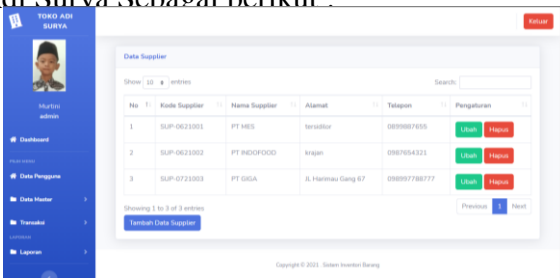 di Surya Sebagai berikut :
TOKO ADI
SURYA
Keluar
Murtini
admin
Dashboard
Data Pengguna
Data Master
Transaksi
LAPORAN
Laporan
Data Supplier
Show 10 entries
Search:
No Kode Supplier Nama Supplier Alamat Telepon Pengaturan
1 SUP-0621001 PT MES tersidilor 0899887655 Ubah Hapus
2 SUP-0621002 PT INDOFOOD krajan 0987654321 Ubah Hapus
3 SUP-0721003 PT GIGA JL Harimau Gang 67 098997788777 Ubah Hapus
Showing 1 to 3 of 3 entries
Previous 1 Next
Tambah Data Supplier
Copyright © 2021 Sistem Inventori Barang